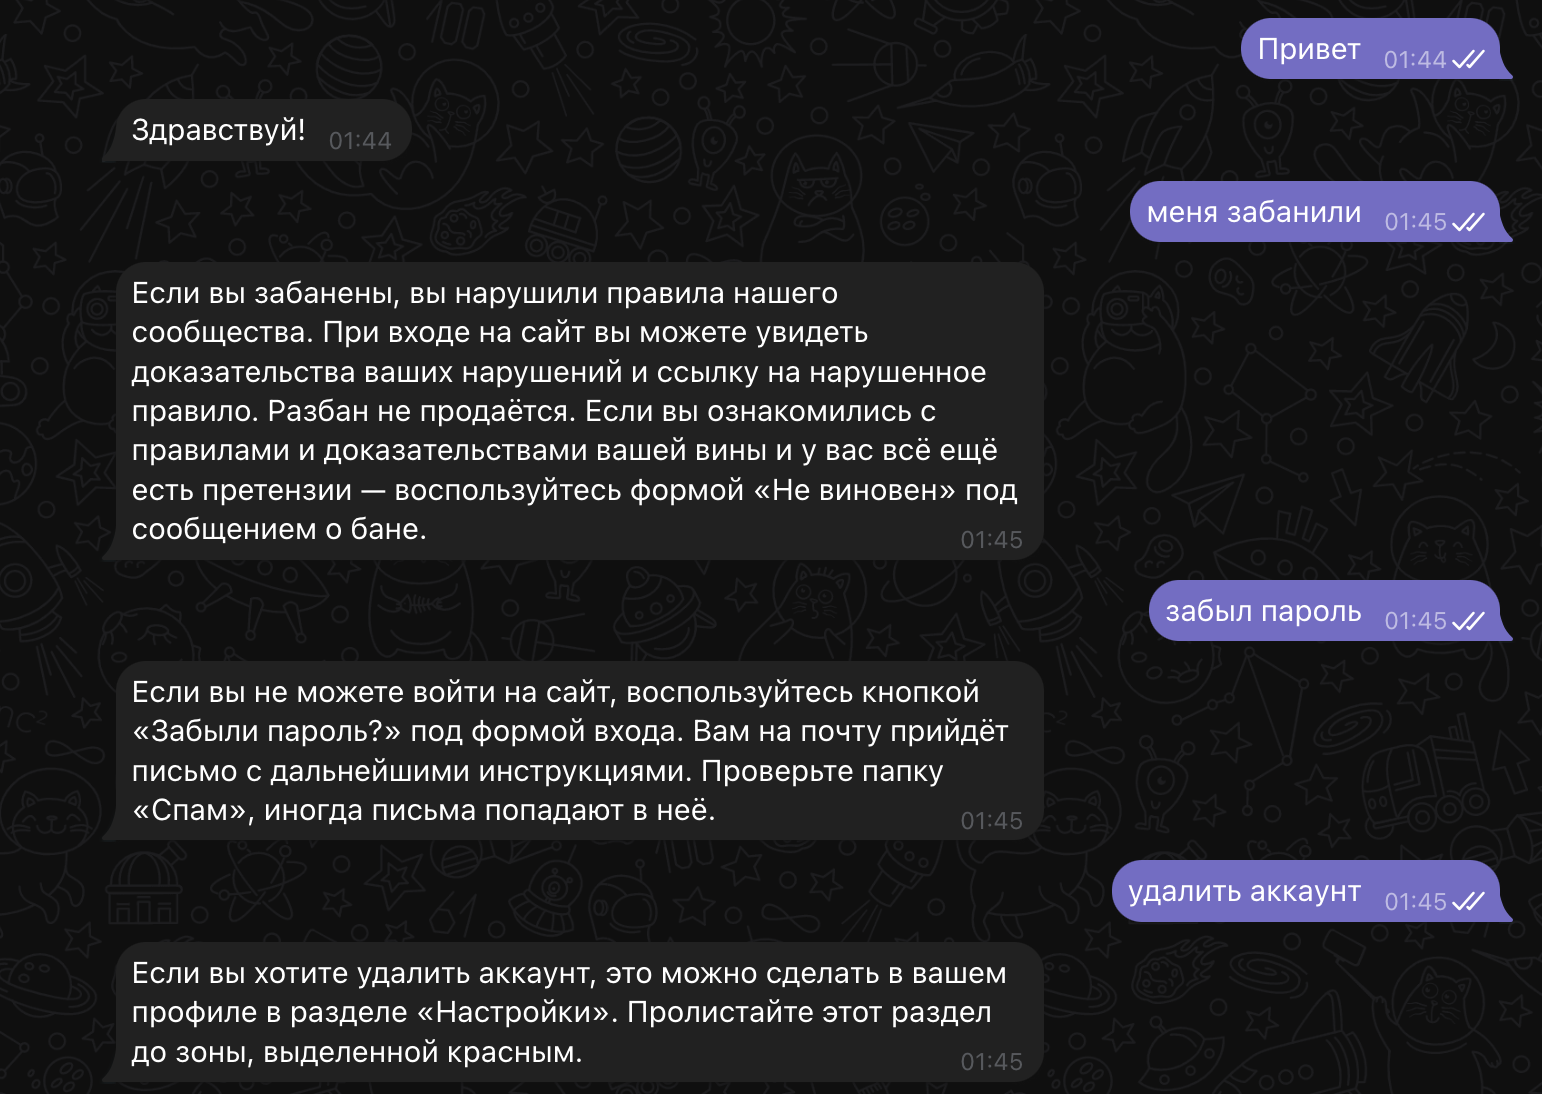 Привет 01:44
Здравствуй! 01:44
меня забанили 01:45
Если вы забанены, вы нарушили правила нашего
сообщества. При входе на сайт вы можете увидеть
доказательства ваших нарушений и ссылку на нарушенное
правило. Разбан не продаётся. Если вы ознакомились с
правилами и доказательствами вашей вины и у вас всё ещё
есть претензии — воспользуйтесь формой «Не виновен» под
сообщением о бане. 01:45
забыл пароль 01:45
Если вы не можете войти на сайт, воспользуйтесь кнопкой
«Забыли пароль?» под формой входа. Вам на почту прийдёт
письмо с дальнейшими инструкциями. Проверьте папку
«Спам», иногда письма попадают в неё. 01:45
удалить аккаунт 01:45
Если вы хотите удалить аккаунт, это можно сделать в вашем
профиле в разделе «Настройки». Пролистайте этот раздел
до зоны, выделенной красным. 01:45